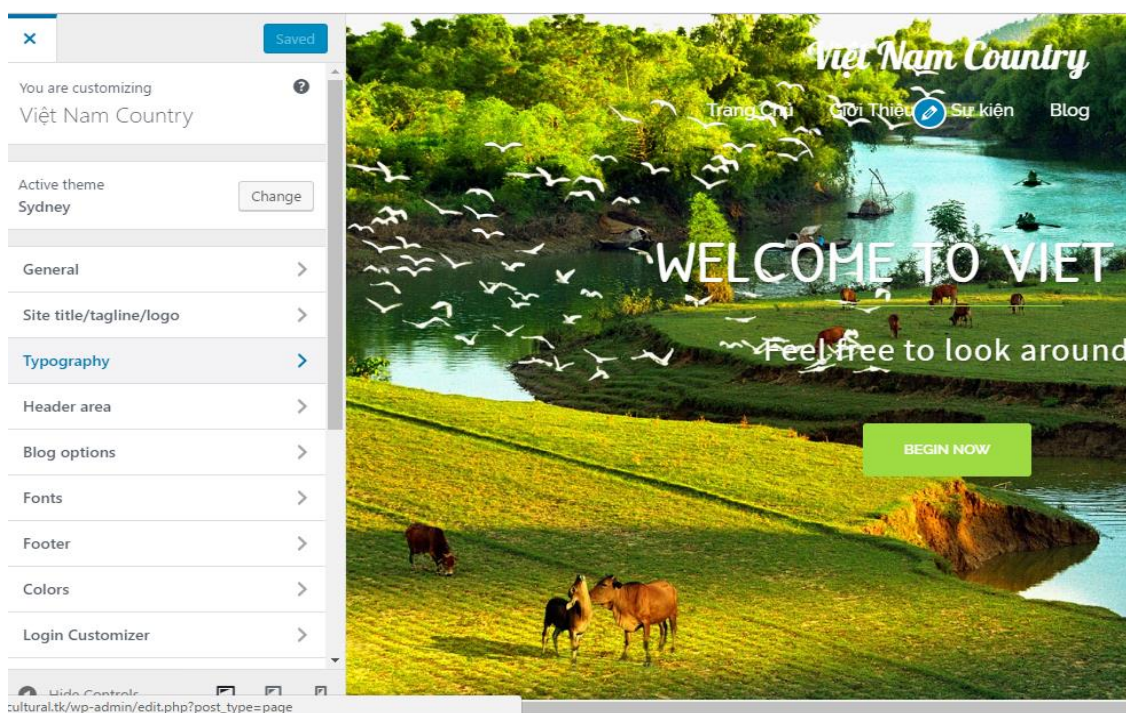 Saved
You are customizing
Việt Nam Country
Active theme
Sydney
Change
General
Site title/tagline/logo
Typography
Header area
Blog options
Fonts
Footer
Colors
Login Customizer
Hide Controls
cultural.tk/wp-admin/edit.php?post_type=page
Việt Nam Country
Trang Chủ Giới Thiệu Sự kiện Blog
WELCOME TO VIET
Feel free to look around
BEGIN NOW